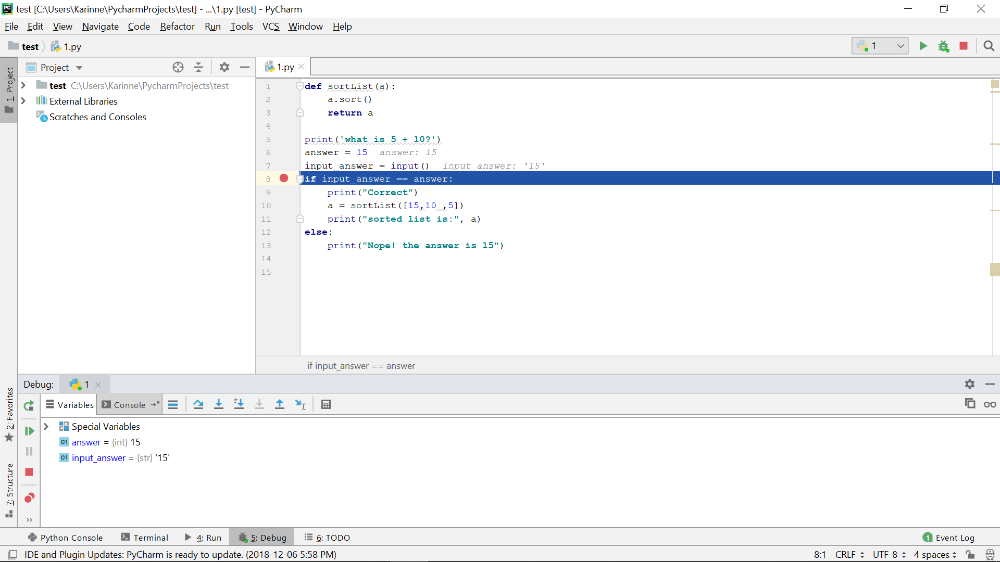 test [C:\Users\Karinne\PycharmProjects\test] - ...\1.py [test] - PyCharm
File Edit View Navigate Code Refactor Run Tools VCS Window Help
test 1.py 1
Project 1.py
1: Project
test C:\Users\Karinne\PycharmProjects\test
External Libraries
Scratches and Consoles
1 def sortList(a):
2 a.sort()
3 return a
4
5 print('what is 5 + 10?')
6 answer = 15 answer: 15
7 input_answer = input() input_answer: '15'
8 if input_answer == answer:
9 print("Correct")
10 a = sortList([15,10 ,5])
11 print("sorted list is:", a)
12 else:
13 print("Nope! the answer is 15")
14
15
if input_answer == answer
Debug: 1
2: Favorites
7: Structure
Variables Console
Special Variables
01 answer = {int} 15
01 input_answer = {str} '15'
Python Console Terminal 4: Run 5: Debug 6: TODO 1 Event Log
IDE and Plugin Updates: PyCharm is ready to update. (2018-12-06 5:58 PM) 8:1 CRLF UTF-8 4 spaces